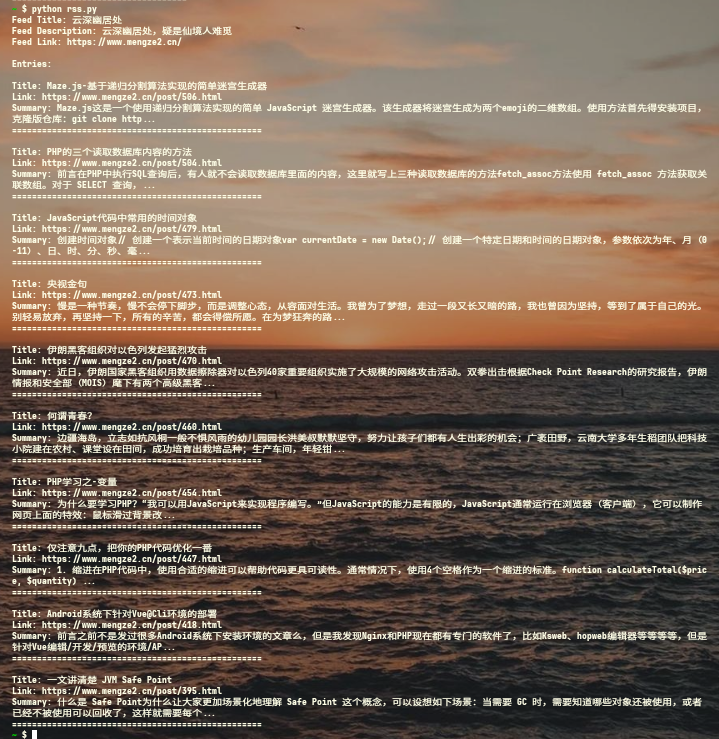 $ python rss.py
Feed Title: 云深幽居处
Feed Description: 云深幽居处，疑是仙境人难觅
Feed Link: https://www.mengze2.cn/
Entries:
Title: Maze.js-基于递归分割算法实现的简单迷宫生成器
Link: https://www.mengze2.cn/post/506.html
Summary: Maze.js这是一个使用递归分割算法实现的简单 JavaScript 迷宫生成器。该生成器将迷宫生成为两个emoji的二维数组。使用方法首先得安装项目，
克隆版仓库: git clone http...
==================================================
Title: PHP的三个读取数据库内容的方法
Link: https://www.mengze2.cn/post/504.html
Summary: 前言在PHP中执行SQL查询后，有人就不会读取数据库里面的内容，这里就写上三种读取数据库的方法fetch_assoc方法使用 fetch_assoc 方法获取关
联数组。对于 SELECT 查询，...
==================================================
Title: JavaScript代码中常用的时间对象
Link: https://www.mengze2.cn/post/479.html
Summary: 创建时间对象// 创建一个表示当前时间的日期对象var currentDate = new Date();// 创建一个特定日期和时间的日期对象，参数依次为年、月（0
-11）、日、时、分、秒、毫...
==================================================
Title: 央视金句
Link: https://www.mengze2.cn/post/473.html
Summary: 慢是一种节奏，慢不会停下脚步，而是调整心态，从容面对生活。我曾为了梦想，走过一段又长又暗的路，我也曾因为坚持，等到了属于自己的光。
别轻易放弃，再坚持一下，所有的辛苦，都会得偿所愿。在为梦狂奔的路...
==================================================
Title: 伊朗黑客组织对以色列发起猛烈攻击
Link: https://www.mengze2.cn/post/470.html
Summary: 近日，伊朗国家黑客组织用数据擦除器对以色列40家重要组织实施了大规模的网络攻击活动。双拳出击根据Check Point Research的研究报告，伊朗
情报和安全部（MOIS）麾下有两个高级黑客...
==================================================
Title: 何谓青春？
Link: https://www.mengze2.cn/post/460.html
Summary: 边疆海岛，立志如抗风桐一般不惧风雨的幼儿园园长洪美叔默默坚守，努力让孩子们都有人生出彩的机会；广袤田野，云南大学多年生稻团队把科技
小院建在农村、课堂设在田间，成功培育出栽培品种；生产车间，年轻钳...
==================================================
Title: PHP学习之-变量
Link: https://www.mengze2.cn/post/454.html
Summary: 为什么要学习PHP？“我可以用JavaScript来实现程序编写。”但JavaScript的能力是有限的，JavaScript通常运行在浏览器（客户端），它可以制作
网页上面的特效：鼠标滑过背景改...
==================================================
Title: 仅注意九点，把你的PHP代码优化一番
Link: https://www.mengze2.cn/post/447.html
Summary: 1. 缩进在PHP代码中，使用合适的缩进可以帮助代码更具可读性。通常情况下，使用4个空格作为一个缩进的标准。function calculateTotal($pric
e, $quantity) ...
==================================================
Title: Android系统下针对Vue@Cli环境的部署
Link: https://www.mengze2.cn/post/418.html
Summary: 前言之前不是发过很多Android系统下安装环境的文章么，但是我发现Nginx和PHP现在都有专门的软件了，比如Ksweb、hopweb编辑器等等等等，但是
针对Vue编辑/开发/预览的环境/AP...
==================================================
Title: 一文讲清楚 JVM Safe Point
Link: https://www.mengze2.cn/post/395.html
Summary: 什么是 Safe Point为什么让大家更加场景化地理解 Safe Point 这个概念，可以设想如下场景：当需要 GC 时，需要知道哪些对象还被使用，或者
已经不被使用可以回收了，这样就需要每个...
==================================================
~ $